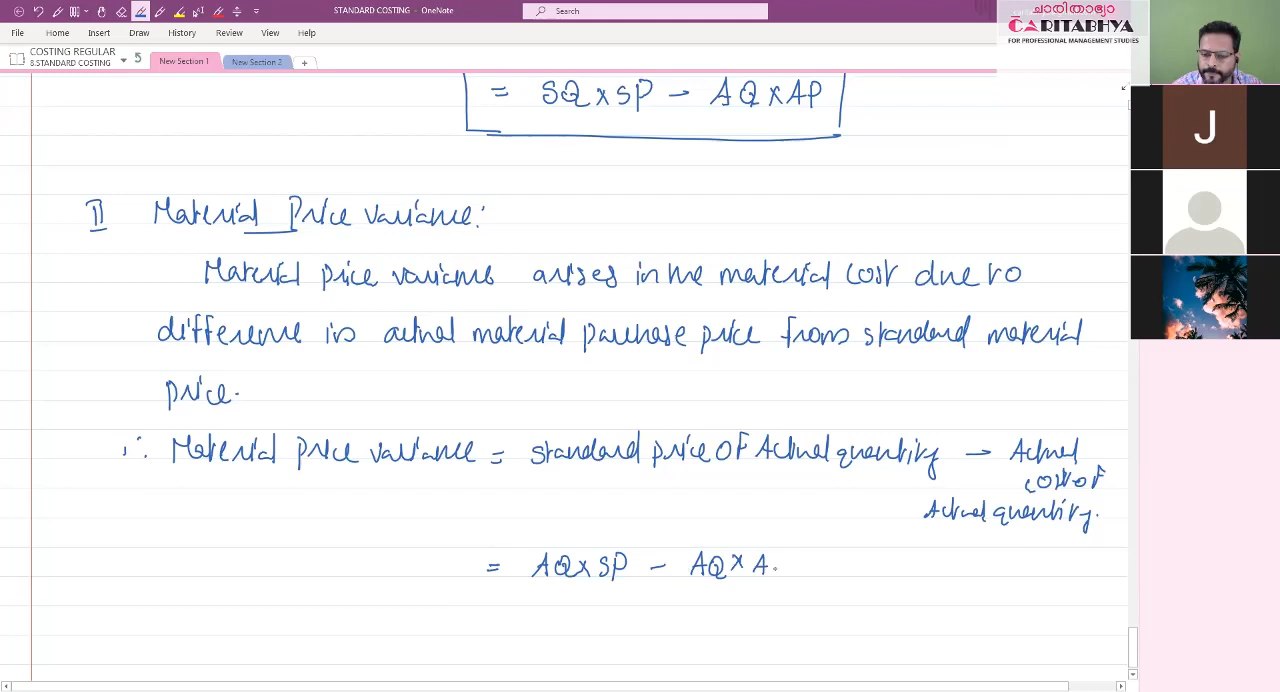 STANDARD COSTING - OneNote
Search
ചാരിതാഭ്യാ
CARITABHYA
FOR PROFESSIONAL MANAGEMENT STUDIES
File Home Insert Draw History Review View Help
COSTING REGULAR
8.STANDARD COSTING
5
New Section 1
New Section 2
+
= SQ x SP - AQ x AP
II Material Price variance:
Material price variance arises in the material cost due to
difference in actual material purchase price from standard material
price.
∴ Material price variance = standard price OF Actual quantity - Actual
cost of
Actual quantity.
= AQ x SP - AQ x A
J